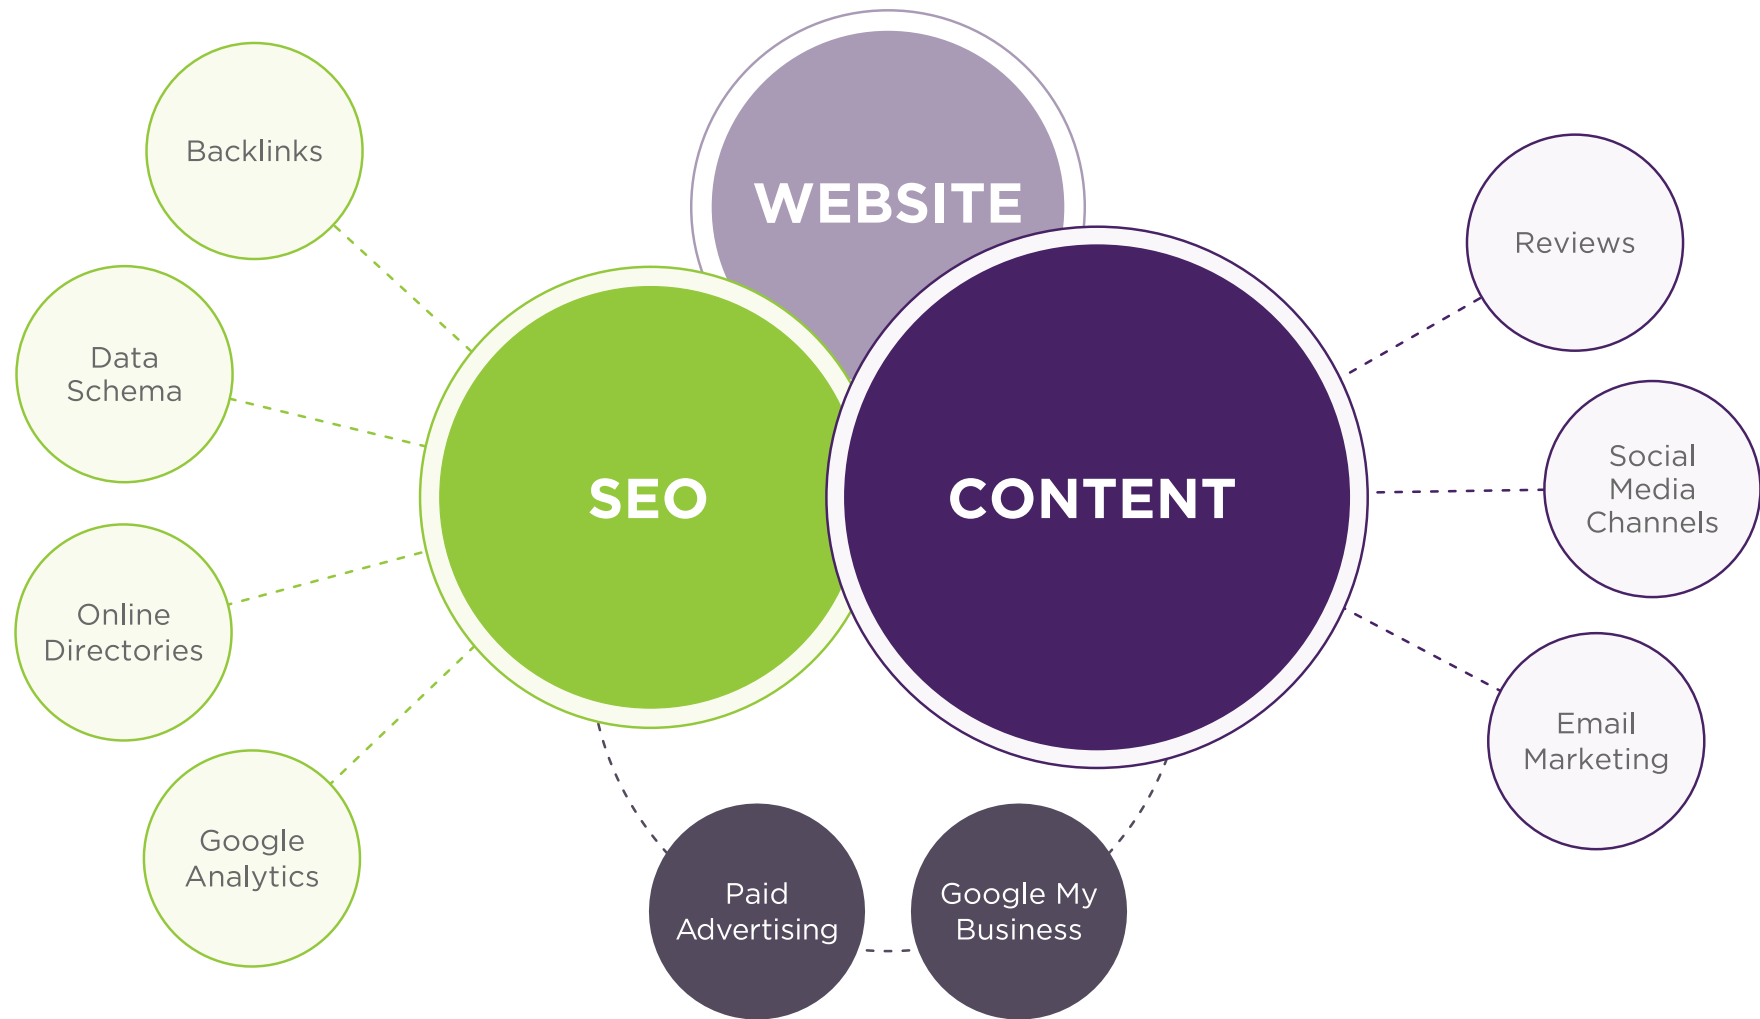 WEBSITE
Backlinks
Data
Schema
Online
Directories
Google
Analytics
SEO
CONTENT
Reviews
Social
Media
Channels
Email
Marketing
Paid
Advertising
Google My
Business